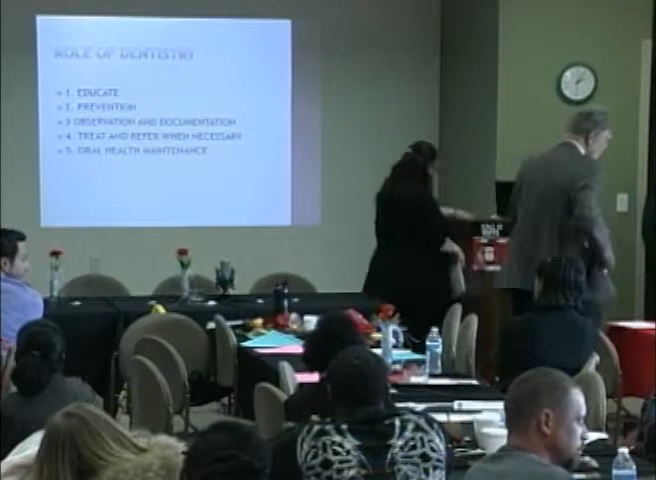 ROLE OF DENTISTRY
1. EDUCATE
2. PREVENTION
3 OBSERVATION AND DOCUMENTATION
4. TREAT AND REFER WHEN NECESSARY
5. ORAL HEALTH MAINTENANCE